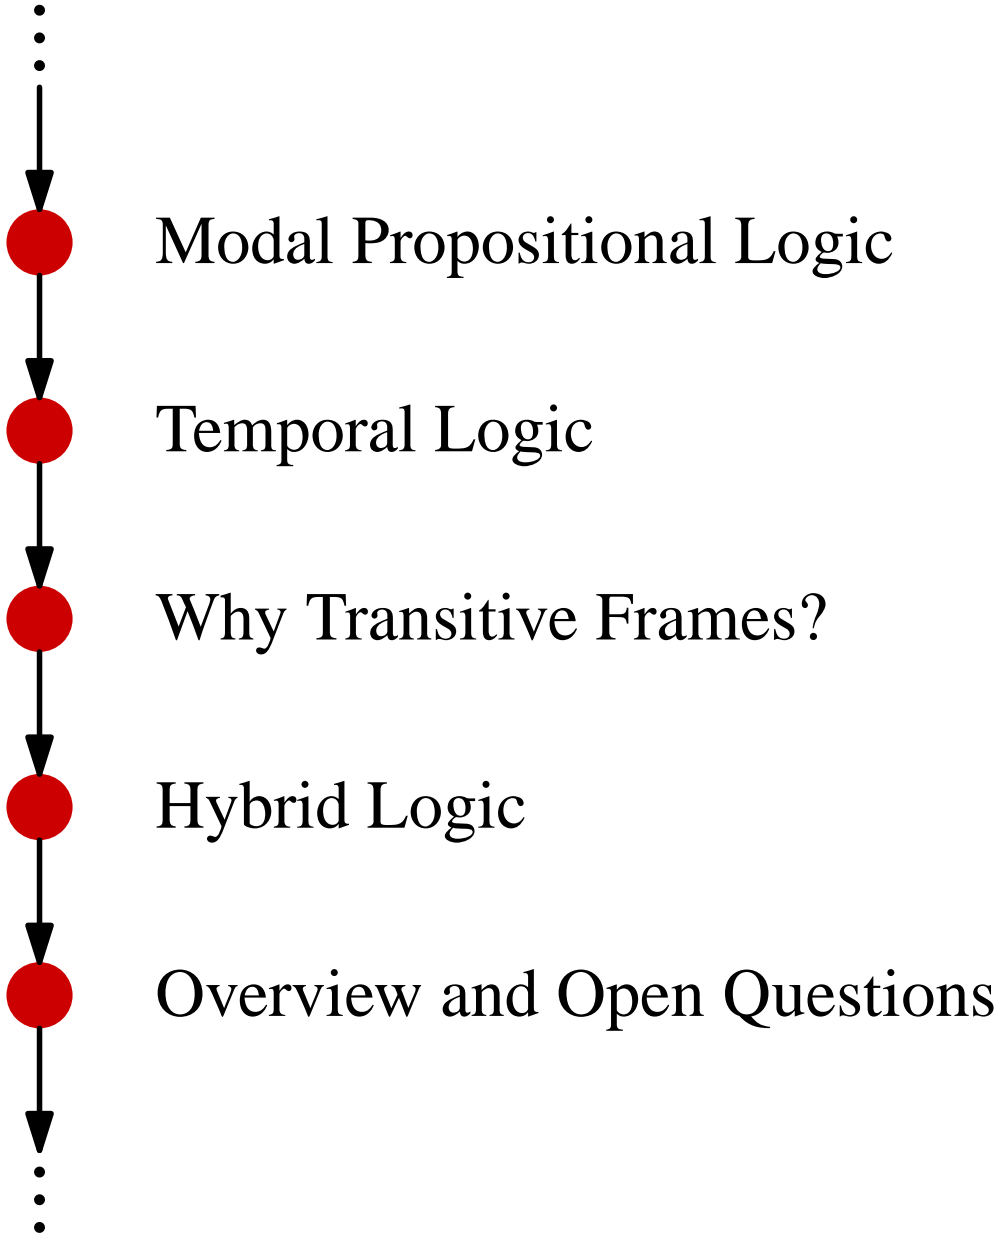 Modal Propositional Logic
Temporal Logic
Why Transitive Frames?
Hybrid Logic
Overview and Open Questions